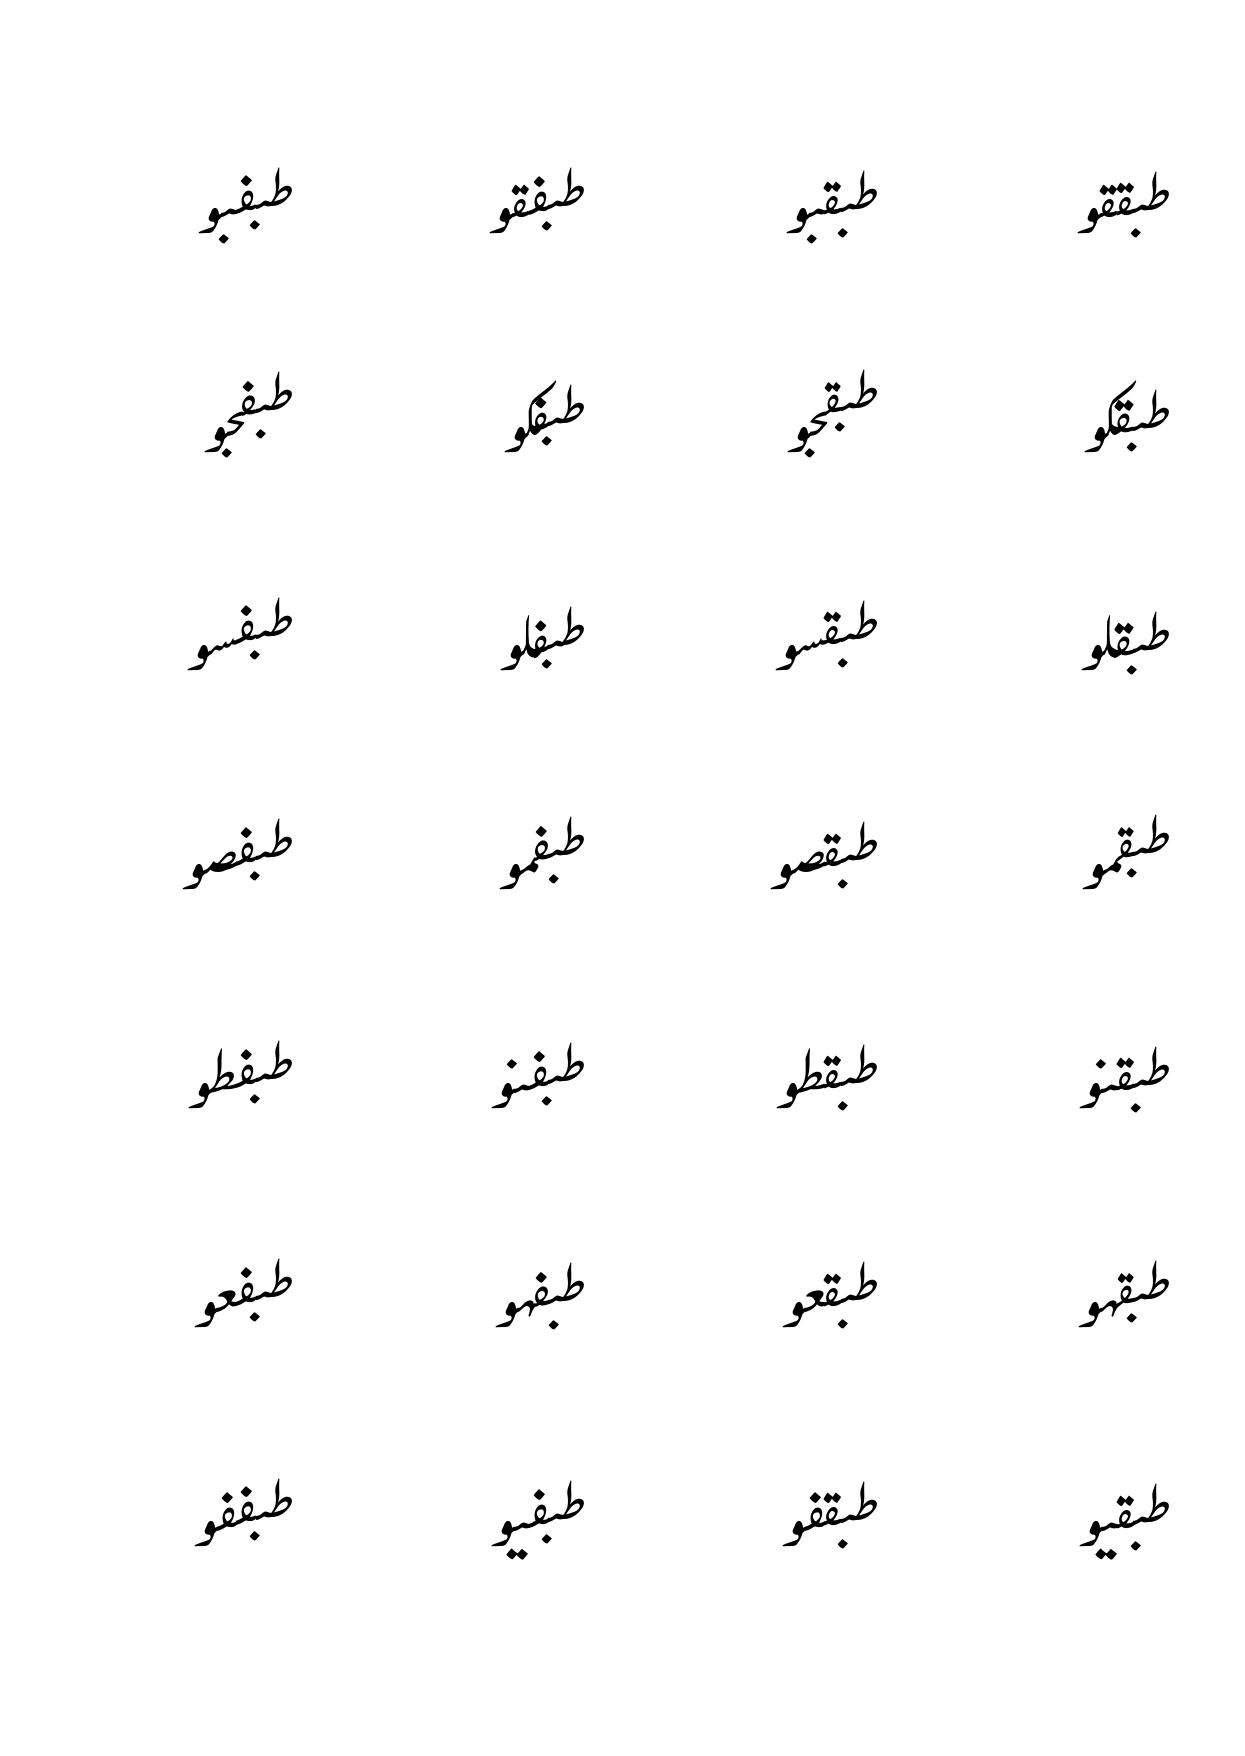 طبققو طبقبو طبفقو طبفبو
طبقكو طبقجو طبفكو طبفجو
طبقلو طبقسو طبفلو طبفسو
طبقمو طبقصو طبفمو طبفصو
طبقنو طبقطو طبفنو طبفطو
طبقهو طبقعو طبفهو طبفعو
طبقيو طبقفو طبفيو طبففو